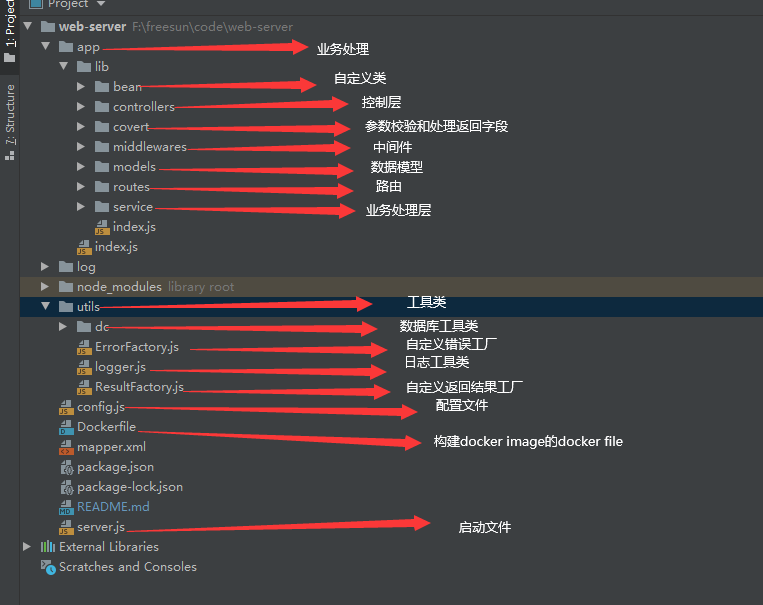 Project
1: Project
7: Structure
web-server F:\freesun\code\web-server
app 业务处理
lib
bean 自定义类
controllers 控制层
covert 参数校验和处理返回字段
middlewares 中间件
models 数据模型
routes 路由
service 业务处理层
index.js
index.js
log
node_modules library root
utils 工具类
dc 数据库工具类
ErrorFactory.js 自定义错误工厂
logger.js 日志工具类
ResultFactory.js 自定义返回结果工厂
config.js 配置文件
Dockerfile 构建docker image的docker file
mapper.xml
package.json
package-lock.json
README.md
server.js 启动文件
External Libraries
Scratches and Consoles